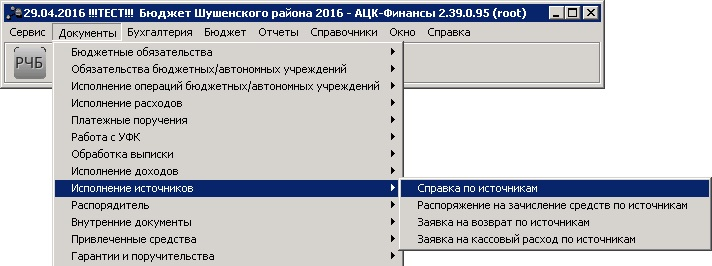 29.04.2016 !!!ТЕСТ!!! Бюджет Шушенского района 2016 - АЦК-Финансы 2.39.0.95 (root)
Сервис Документы Бухгалтерия Бюджет Отчеты Справочники Окно Справка
РЧБ
Бюджетные обязательства
Обязательства бюджетных/автономных учреждений
Исполнение операций бюджетных/автономных учреждений
Исполнение расходов
Платежные поручения
Работа с УФК
Обработка выписки
Исполнение доходов
Исполнение источников
Распорядитель
Внутренние документы
Привлеченные средства
Гарантии и поручительства
Справка по источникам
Распоряжение на зачисление средств по источникам
Заявка на возврат по источникам
Заявка на кассовый расход по источникам